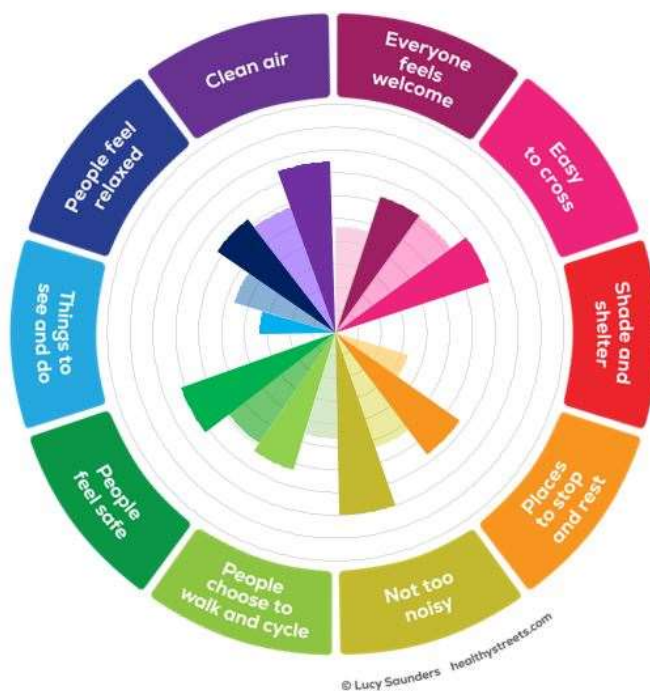 Clean air
Everyone
feels
welcome
Easy
to cross
Shade and
shelter
Places
to stop
and rest
Not too
noisy
People
choose to
walk and cycle
People
feel safe
Things to
see and do
People feel
relaxed
© Lucy Saunders healthystreets.com